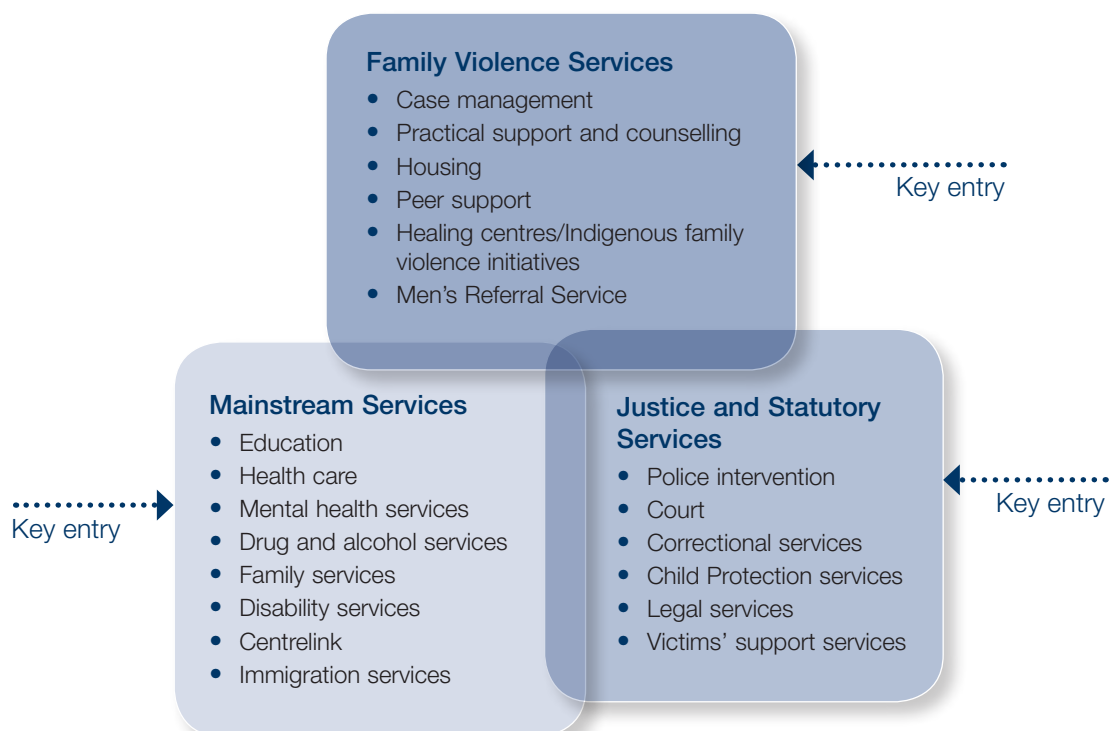 Family Violence Services
• Case management
• Practical support and counselling
• Housing
• Peer support
• Healing centres/Indigenous family
violence initiatives
• Men’s Referral Service
Key entry
Mainstream Services
• Education
• Health care
• Mental health services
• Drug and alcohol services
• Family services
• Disability services
• Centrelink
• Immigration services
Key entry
Justice and Statutory
Services
• Police intervention
• Court
• Correctional services
• Child Protection services
• Legal services
• Victims’ support services
Key entry